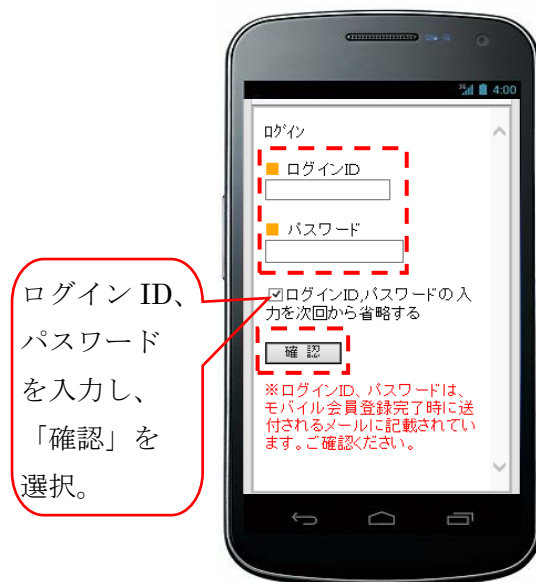 3G 4:00
ﾛｸﾞｲﾝ
ログインID
パスワード
ログインID,パスワードの入
力を次回から省略する
確 認
※ログインID、パスワードは、
モバイル会員登録完了時に送
付されるメールに記載されてい
ます。ご確認ください。
ログイン ID、
パスワード
を入力し、
「確認」を
選択。